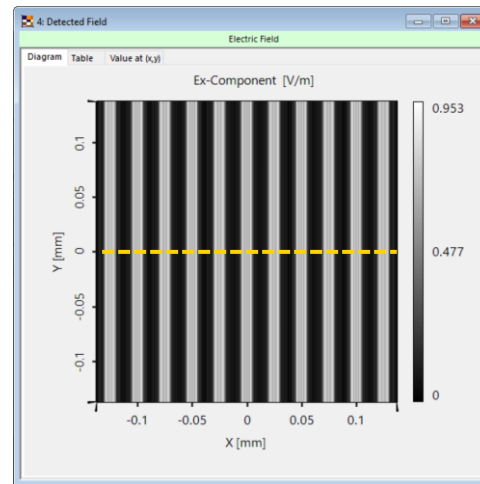 4: Detected Field
Electric Field
Diagram Table Value at (x,y)
Ex-Component [V/m]
0.953
0.477
0
Y [mm]
0.1
0.05
0
-0.05
-0.1
-0.1 -0.05 0 0.05 0.1
X [mm]